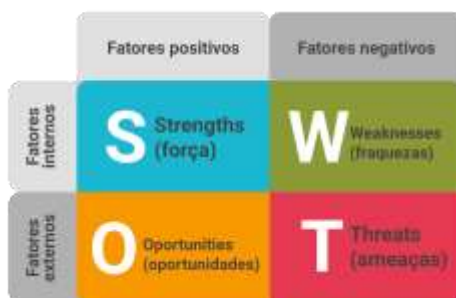 Fatores positivos
Fatores negativos
Fatores
internos
S
Strengths
(força)
W
Weaknesses
(fraquezas)
Fatores
externos
O
Oportunities
(oportunidades)
T
Threats
(ameaças)